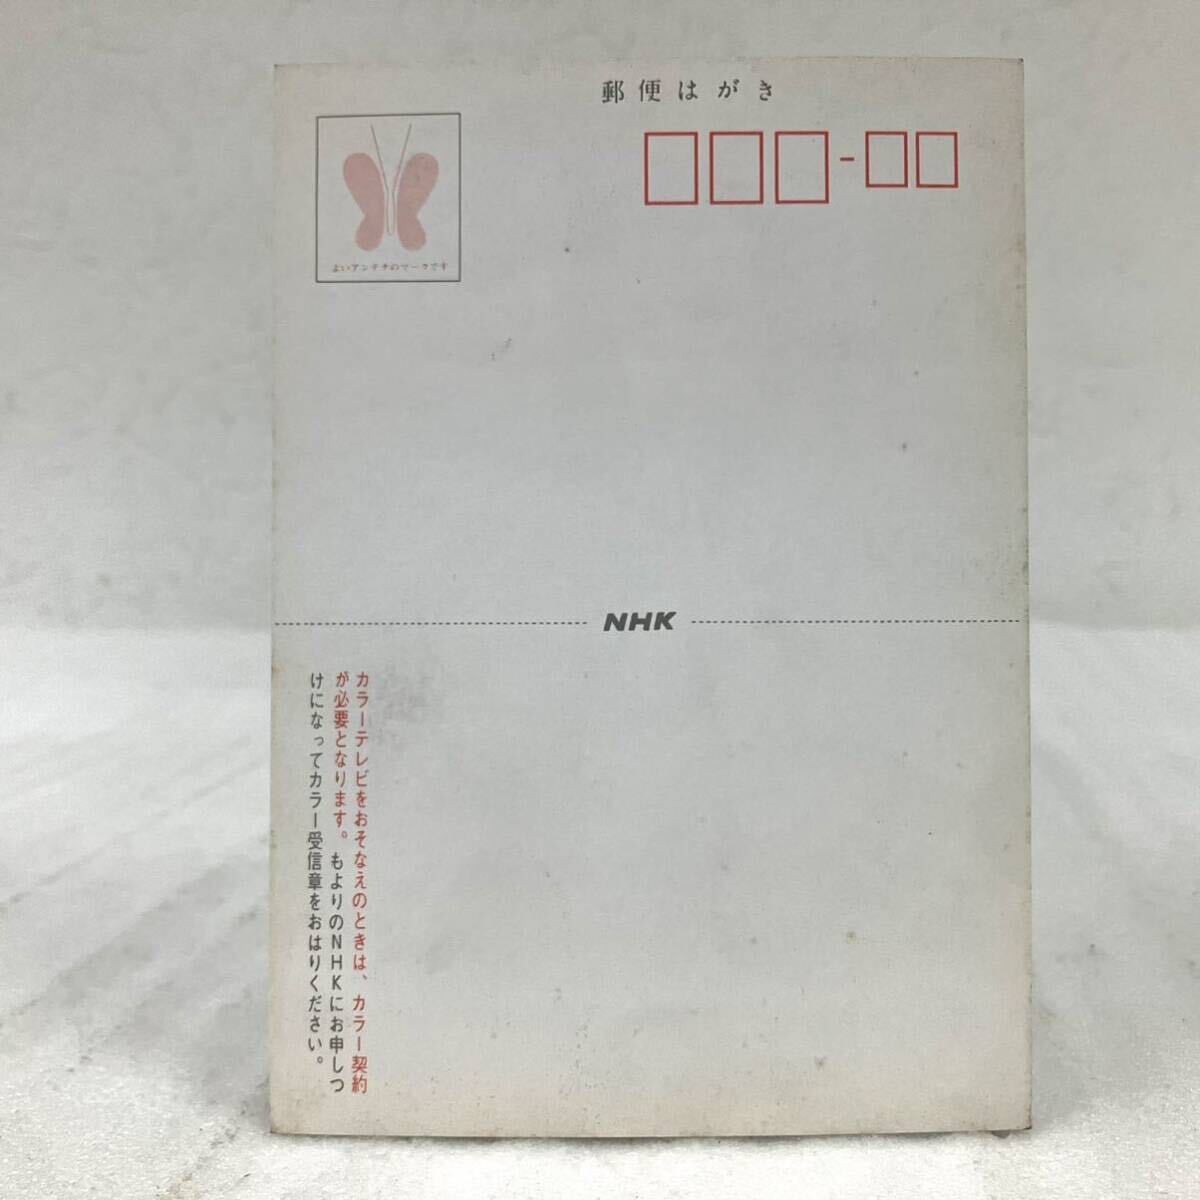 郵便はがき
よいアンテナのマークです
NHK
カラーテレビをおそなえのときは、カラー契約
が必要となります。もよりのNHKにお申しつ
けになってカラー受信章をおはりください。